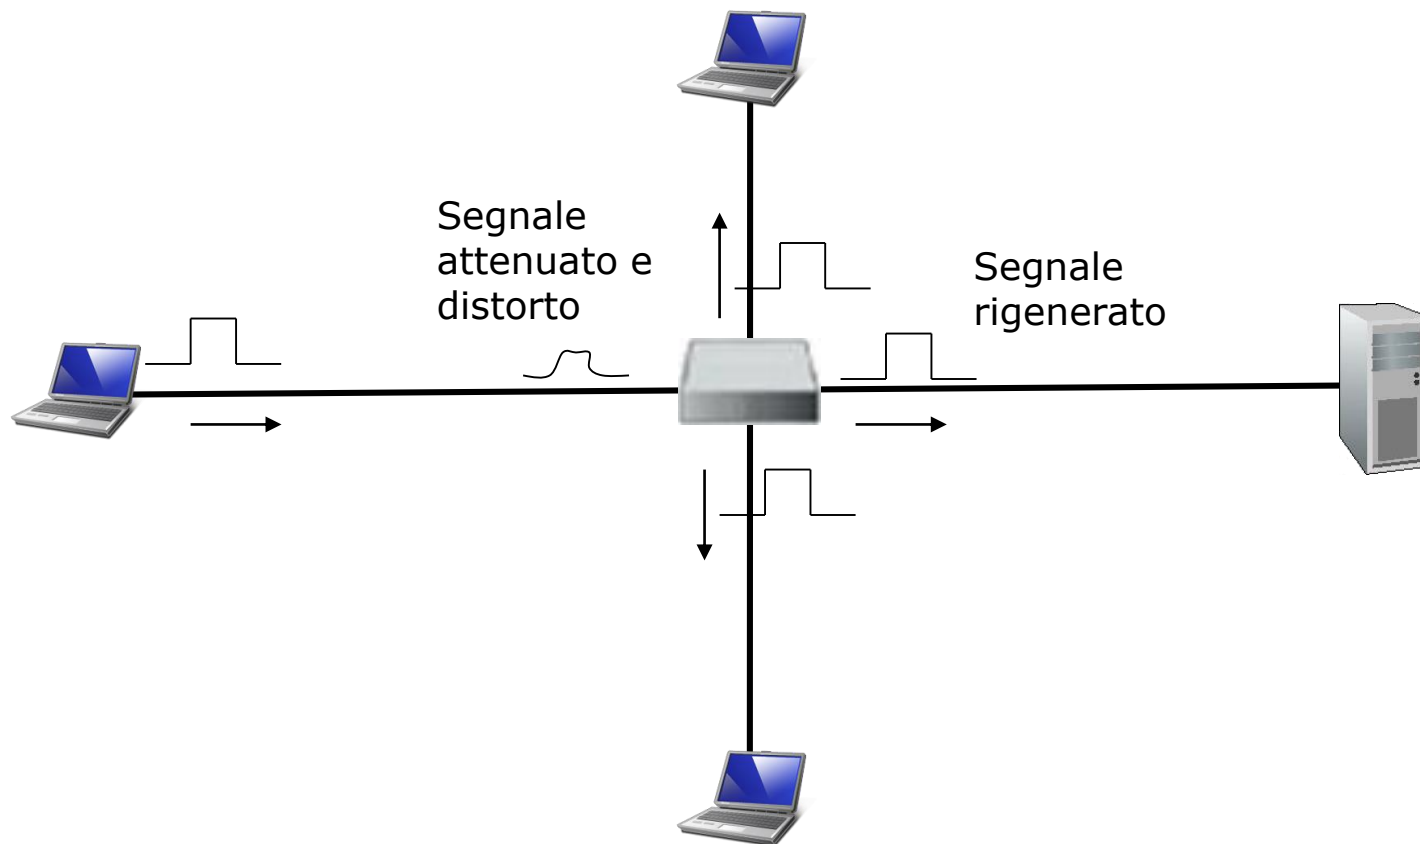 Segnale
attenuato e
distorto
Segnale
rigenerato